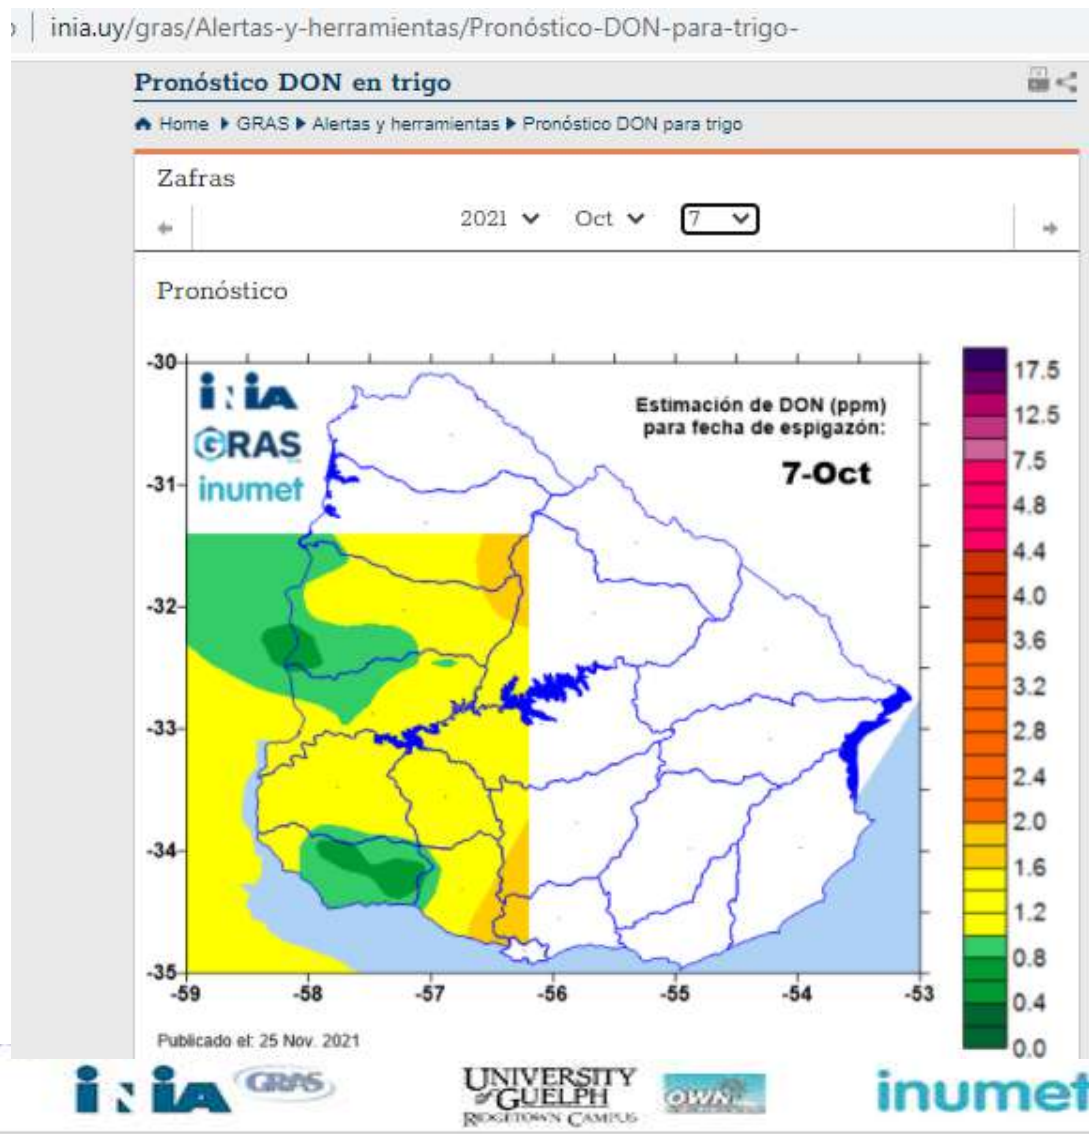 inia.uy/gras/Alertas-y-herramientas/Pronóstico-DON-para-trigo-
Pronóstico DON en trigo
Home GRAS Alertas y herramientas Pronóstico DON para trigo
Zafras
2021 Oct 7
Pronóstico
iNiA
GRAS
inumet
Estimación de DON (ppm)
para fecha de espigazón:
7-Oct
-30
-31
-32
-33
-34
-35
-59 -58 -57 -56 -55 -54 -53
17.5
12.5
7.5
4.8
4.4
4.0
3.6
3.2
2.8
2.4
2.0
1.6
1.2
0.8
0.4
0.0
Publicado el: 25 Nov. 2021
iNiA GRAS
UNIVERSITY
of GUELPH
RIDGETOWN CAMPUS
OWN
inumet